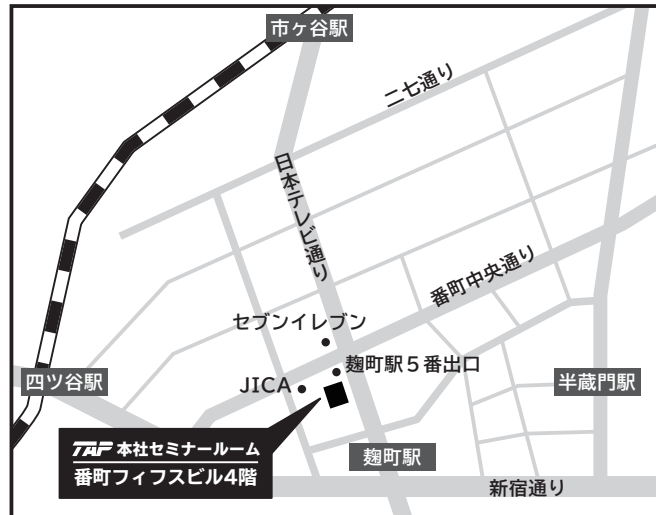 市ヶ谷駅
二七通り
日本テレビ通り
番町中央通り
セブンイレブン
麹町駅5番出口
JICA
四ツ谷駅
半蔵門駅
TAP 本社セミナールーム
番町フィフスビル4階
麹町駅
新宿通り